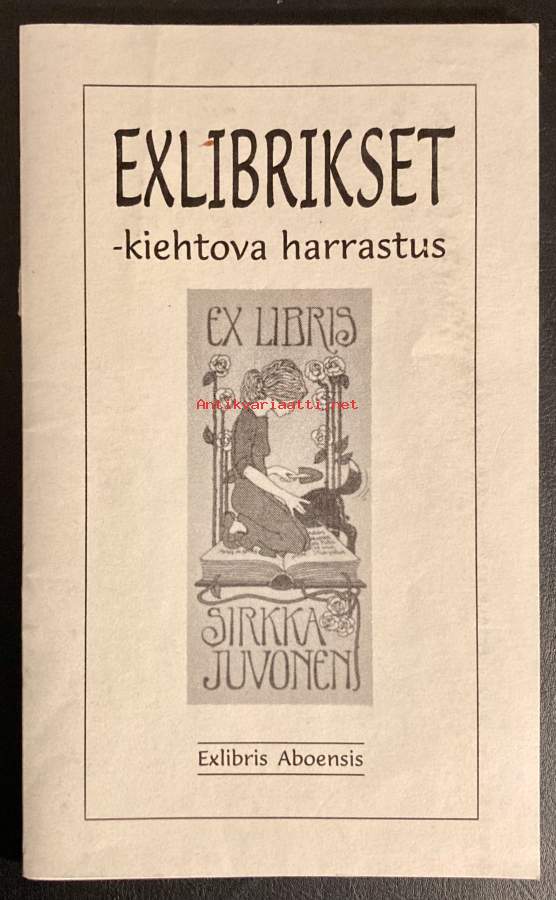 EXLIBRIKSET
-kiehtova harrastus
EX LIBRIS
Antikvariaatti.net
SIRKKA
JUVONEN
Exlibris Aboensis